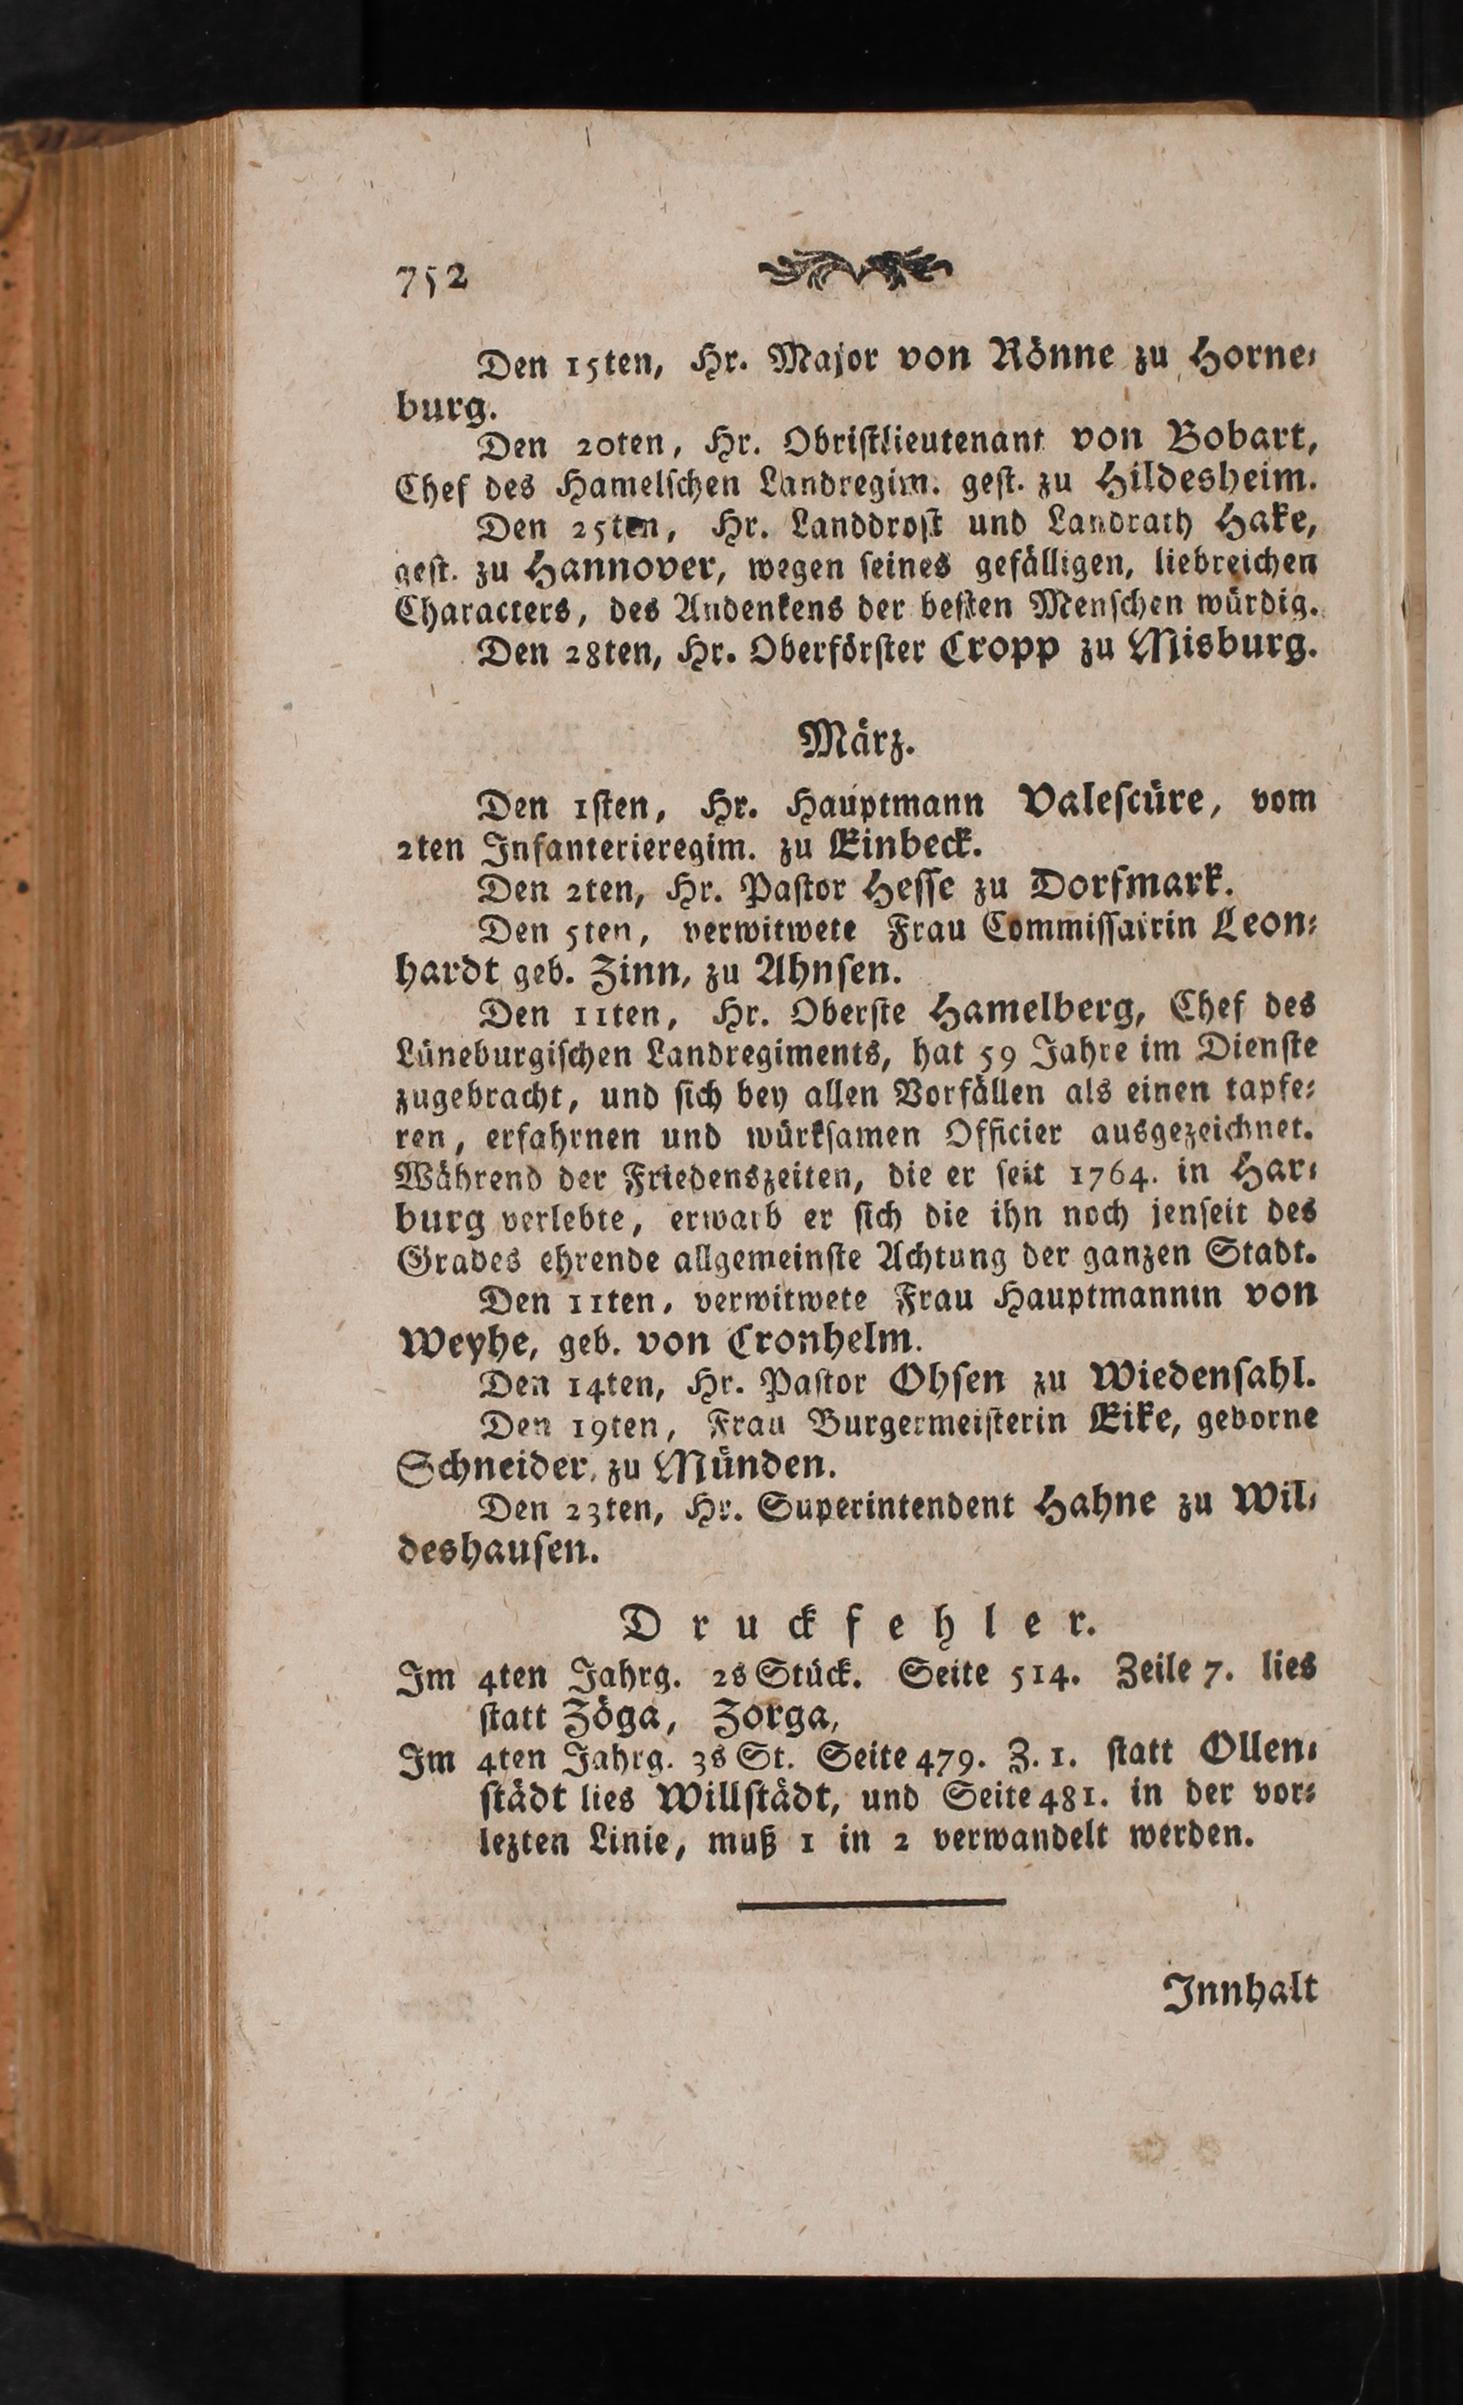 752
Den 15ten, Hr. Major von Rönne zu Horne-
burg.
Den 20ten, Hr. Obristlieutenant von Bobart,
Chef des Hamelschen Landregim. gest. zu Hildesheim.
Den 25ten, Hr. Landdrost und Landrath Hake,
gest. zu Hannover, wegen seines gefälligen, liebreichen
Characters, des Andenkens der besten Menschen würdig.
Den 28ten, Hr. Oberförster Cropp zu Misburg.
März.
Den 1sten, Hr. Hauptmann Valescüre, vom
2ten Infanterieregim. zu Einbeck.
Den 2ten, Hr. Pastor Hesse zu Dorfmark.
Den 5ten, verwitwete Frau Commissairin Leon-
hardt geb. Zinn, zu Ahnsen.
Den 11ten, Hr. Oberste Hamelberg, Chef des
Lüneburgischen Landregiments, hat 59 Jahre im Dienste
zugebracht, und sich bey allen Vorfällen als einen tapfe-
ren, erfahrnen und würksamen Officier ausgezeichnet.
Während der Friedenszeiten, die er seit 1764. in Har-
burg verlebte, erwarb er sich die ihn noch jenseit des
Grades ehrende allgemeinste Achtung der ganzen Stadt.
Den 11ten, verwitwete Frau Hauptmannin von
Weyhe, geb. von Cronhelm.
Den 14ten, Hr. Pastor Ohsen zu Wiedensahl.
Den 19ten, Frau Burgermeisterin Eike, geborne
Schneider, zu Münden.
Den 23ten, Hr. Superintendent Hahne zu Wil-
deshausen.
Druckfehler.
Im 4ten Jahrg. 2s Stück. Seite 514. Zeile 7. lies
statt Zöga, Zorga,
Im 4ten Jahrg. 3s St. Seite 479. Z. 1. statt Ollen-
städt lies Willstädt, und Seite 481. in der vor-
lezten Linie, muß 1 in 2 verwandelt werden.
Innhalt